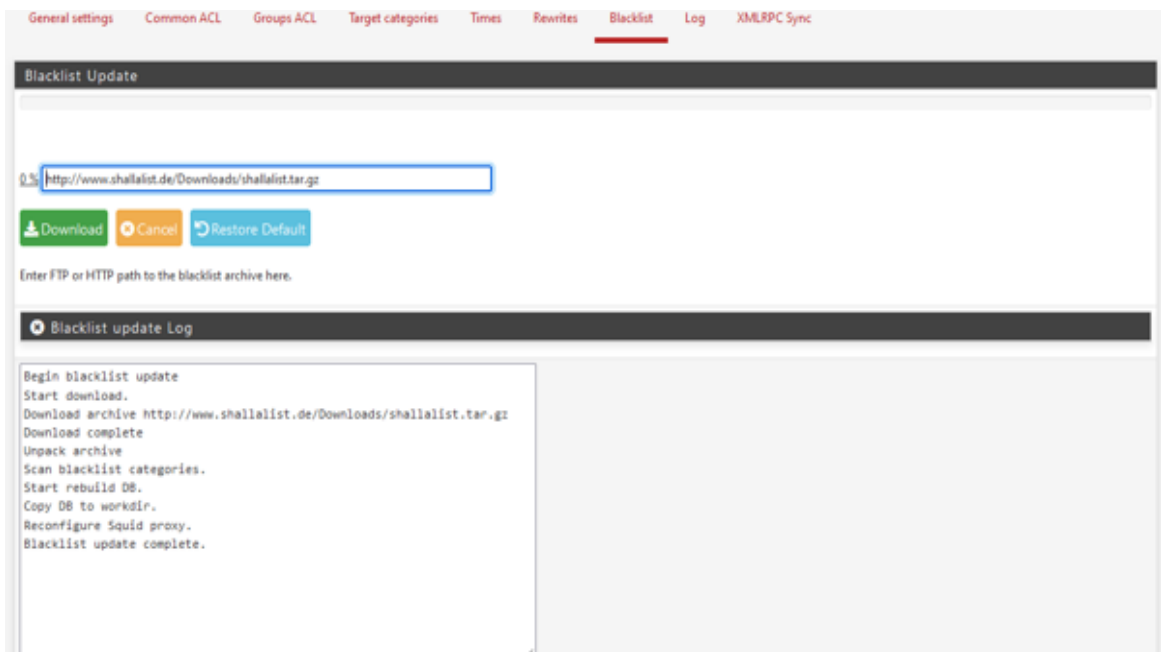 General settings Common ACL Groups ACL Target categories Times Rewrites Blacklist Log XMLRPC Sync
Blacklist Update
0 % http://www.shallalist.de/Downloads/shallalist.tar.gz
Download Cancel Restore Default
Enter FTP or HTTP path to the blacklist archive here.
Blacklist update Log
Begin blacklist update
Start download.
Download archive http://www.shallalist.de/Downloads/shallalist.tar.gz
Download complete
Unpack archive
Scan blacklist categories.
Start rebuild DB.
Copy DB to workdir.
Reconfigure Squid proxy.
Blacklist update complete.